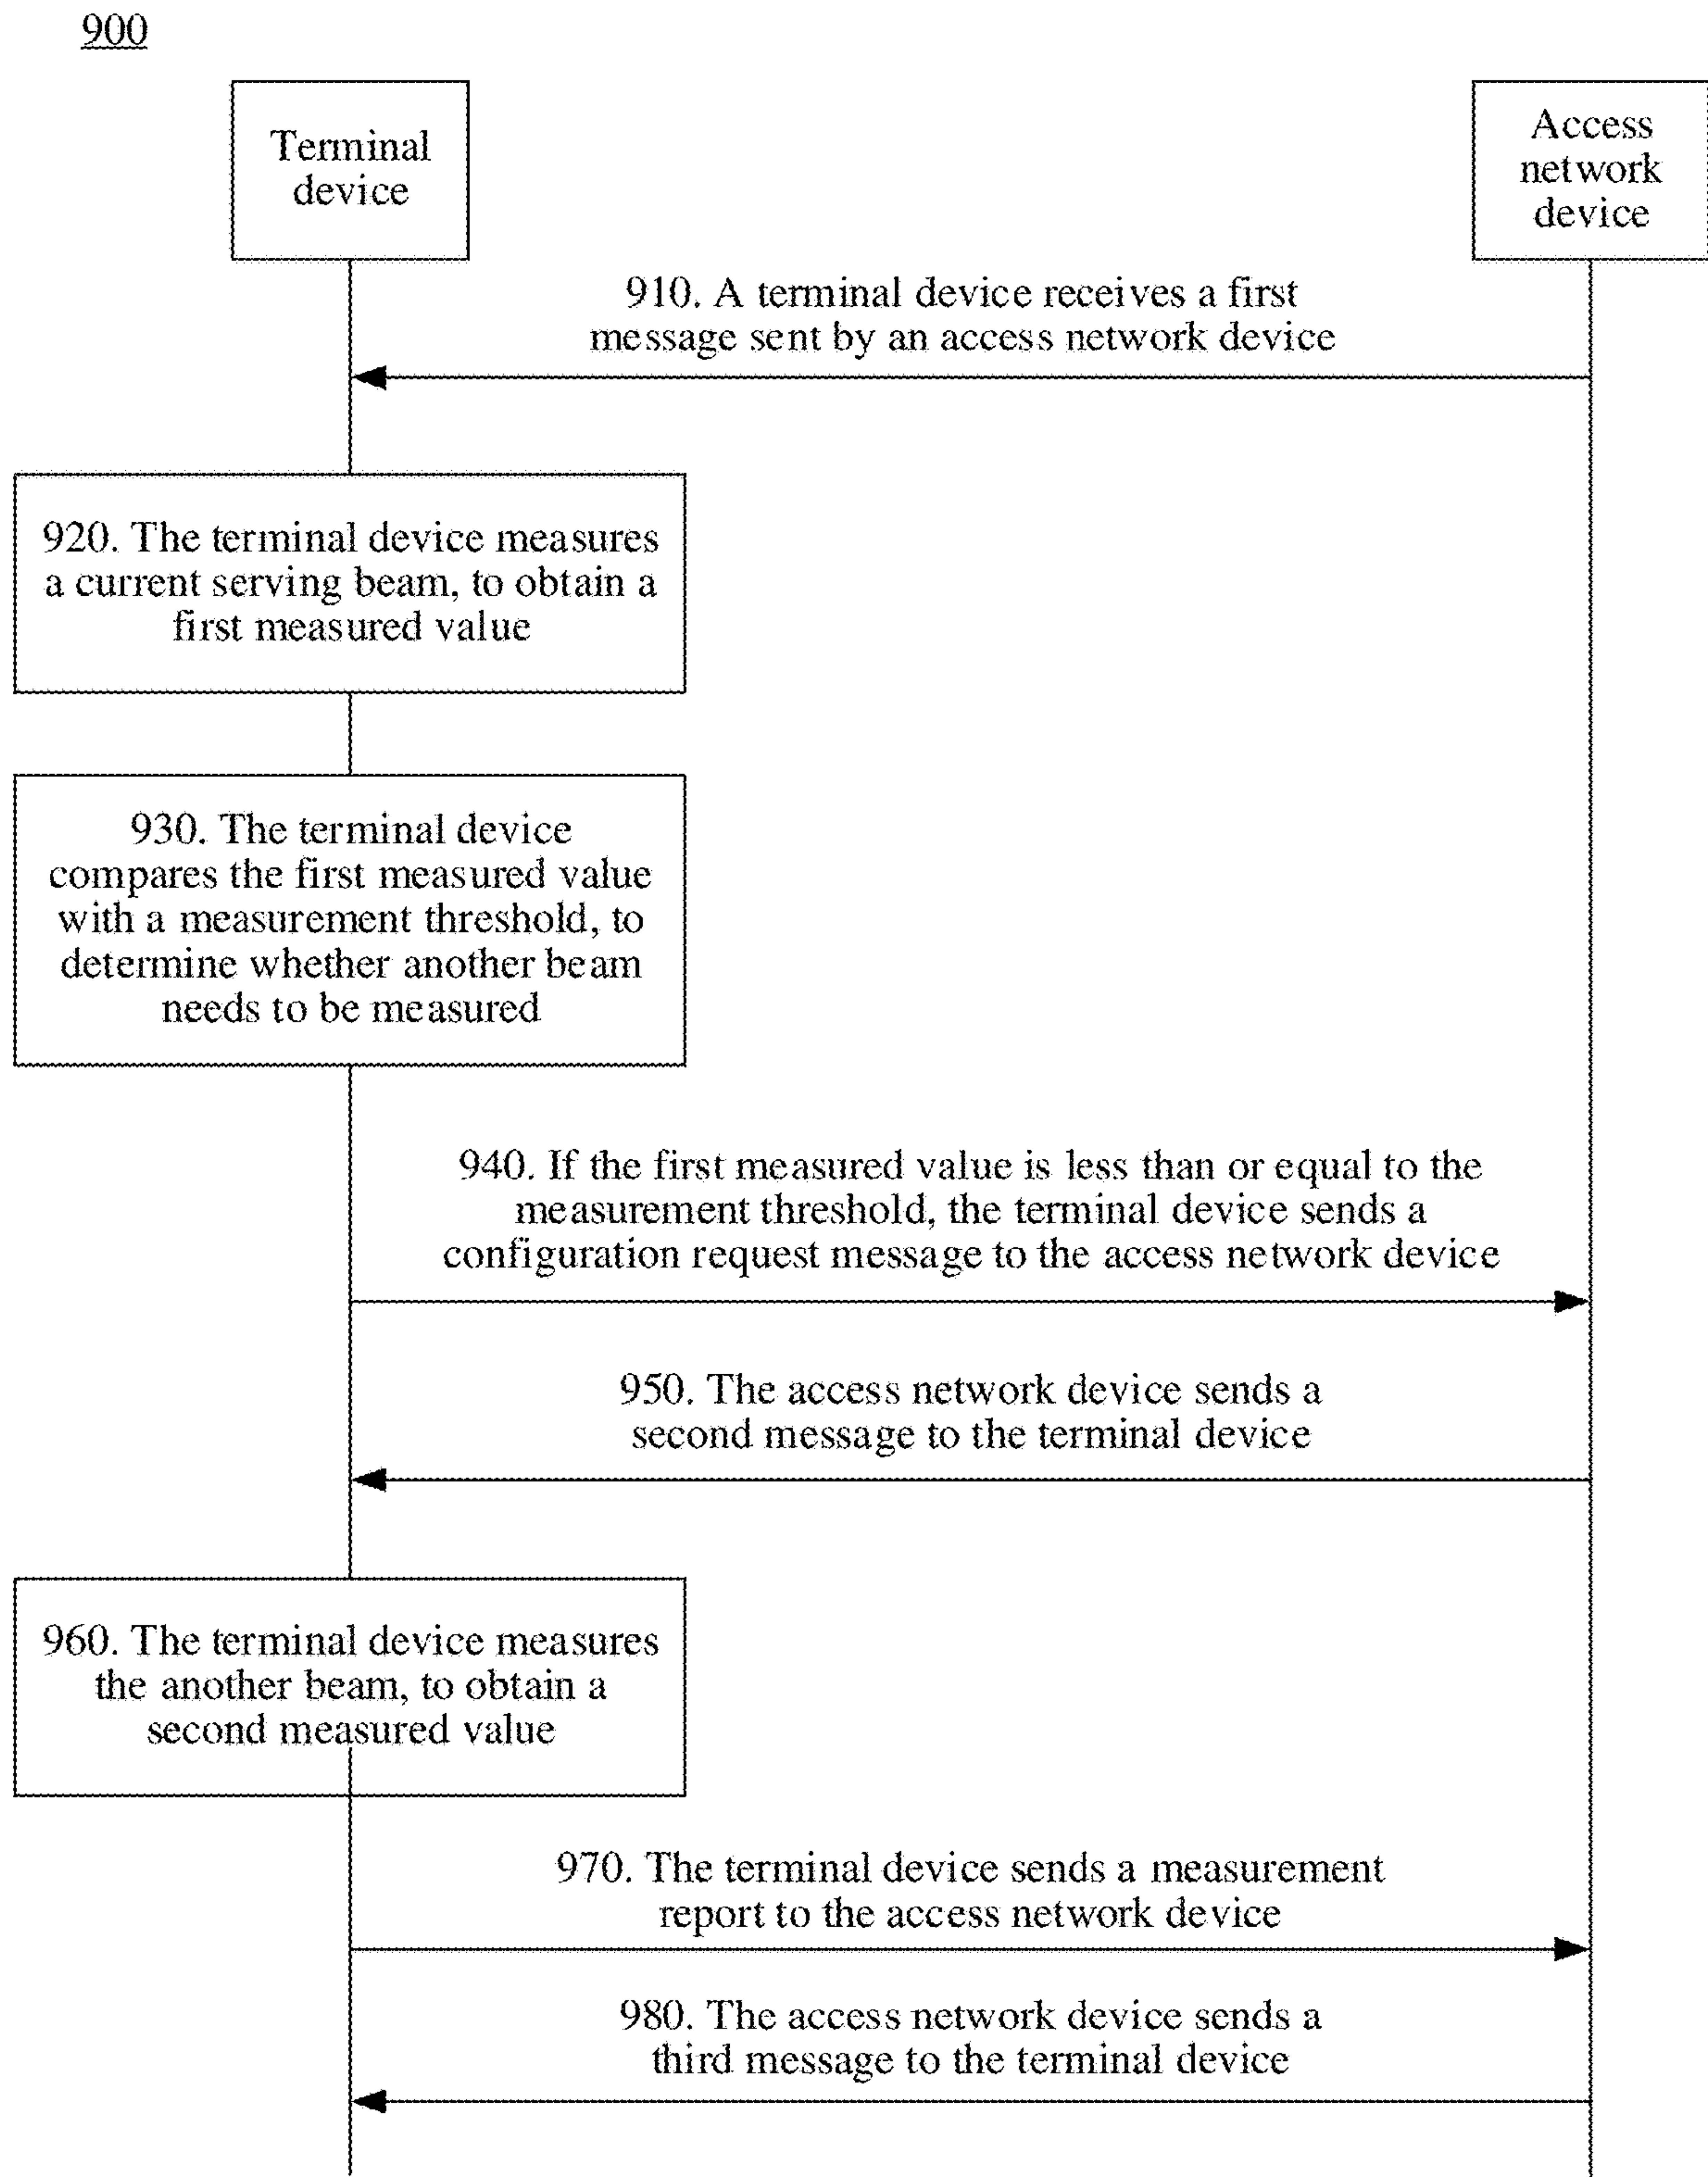 900
Terminal
device
Access
network
device
910. A terminal device receives a first
message sent by an access network device
920. The terminal device measures
a current serving beam, to obtain a
first measured value
930. The terminal device
compares the first measured value
with a measurement threshold, to
determine whether another beam
needs to be measured
940. If the first measured value is less than or equal to the
measurement threshold, the terminal device sends a
configuration request message to the access network device
950. The access network device sends a
second message to the terminal device
960. The terminal device measures
the another beam, to obtain a
second measured value
970. The terminal device sends a measurement
report to the access network device
980. The access network device sends a
third message to the terminal device